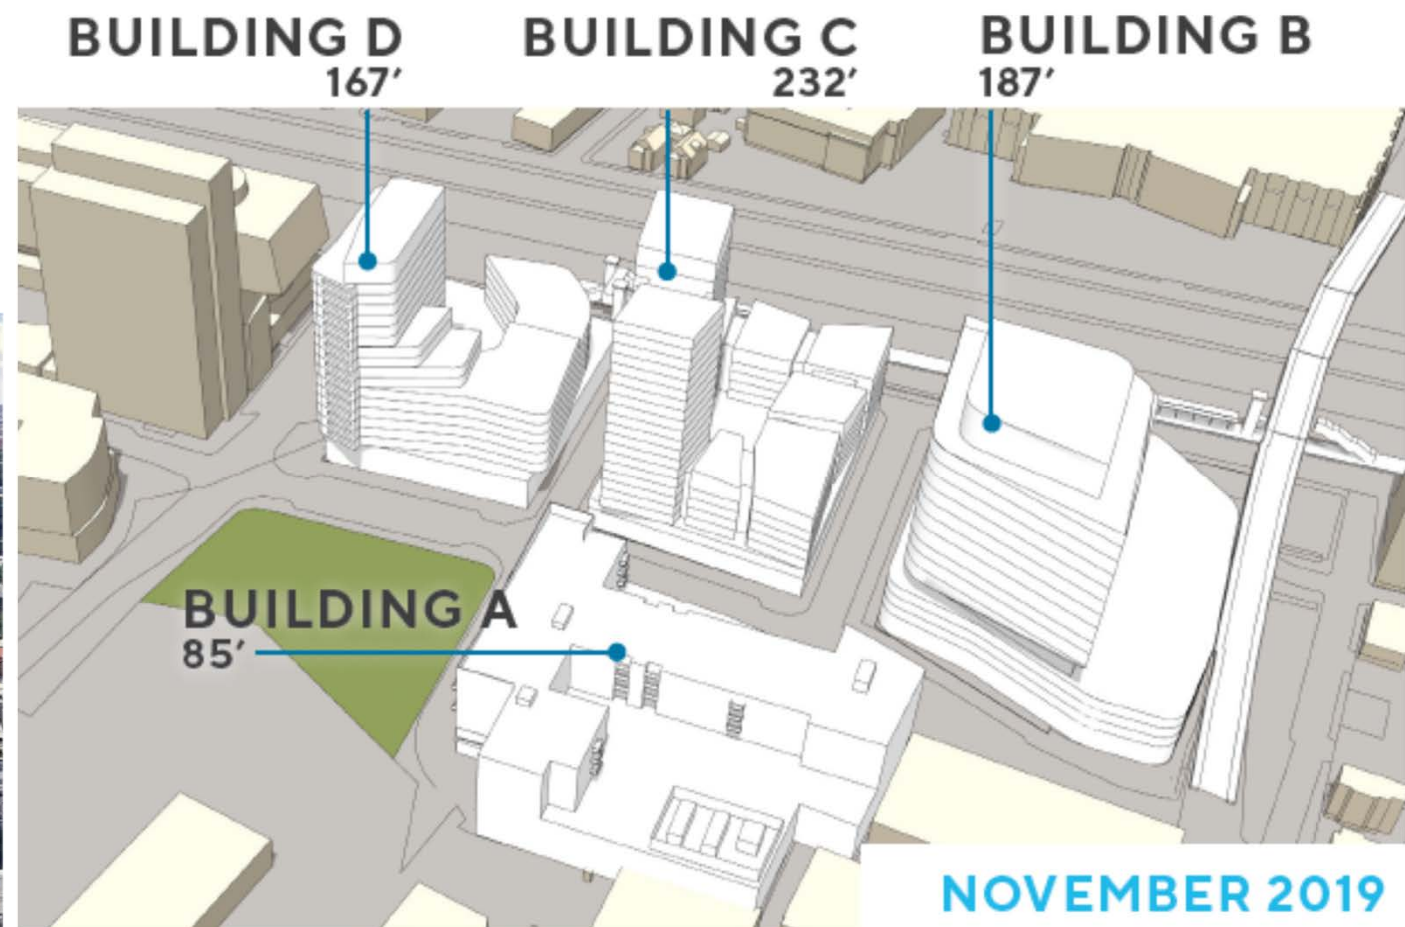 BUILDING D
167′
BUILDING C
232′
BUILDING B
187′
BUILDING A
85′
NOVEMBER 2019